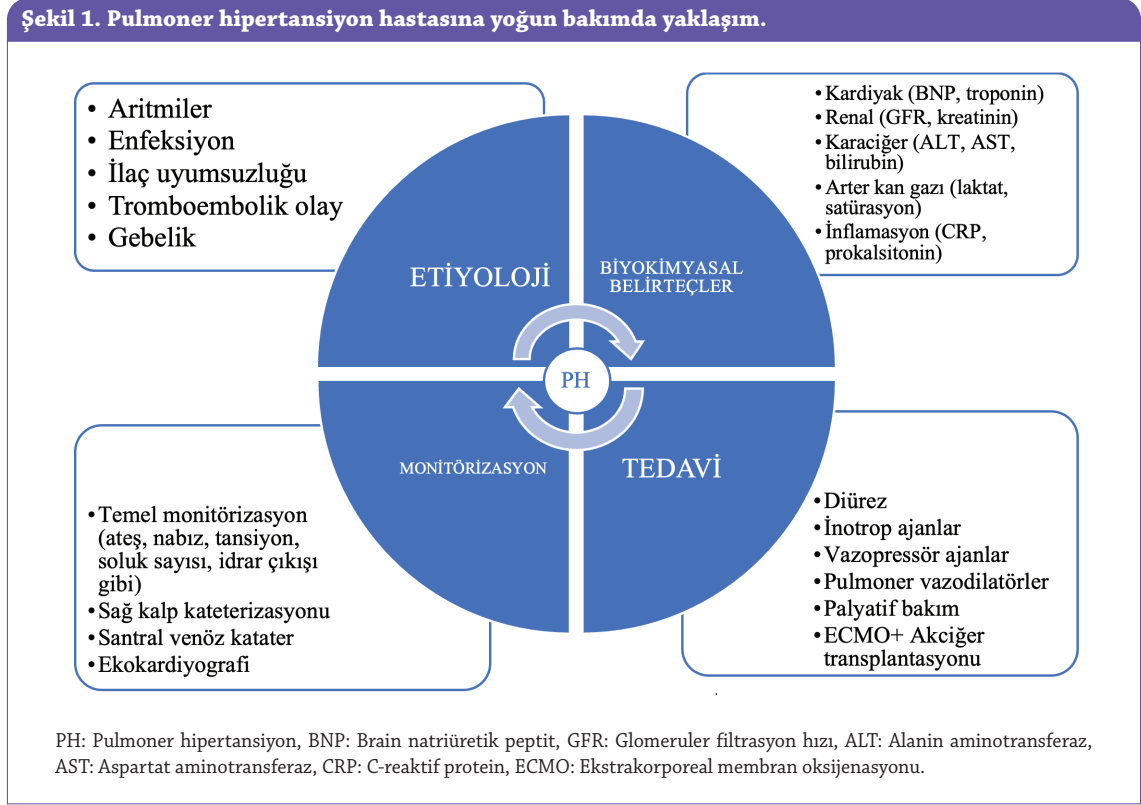 Şekil 1. Pulmoner hipertansiyon hastasına yoğun bakımda yaklaşım.
• Aritmiler
• Enfeksiyon
• İlaç uyumsuzluğu
• Tromboembolik olay
• Gebelik
• Kardiyak (BNP, troponin)
• Renal (GFR, kreatinin)
• Karaciğer (ALT, AST,
bilirubin)
• Arter kan gazı (laktat,
satürasyon)
• İnflamasyon (CRP,
prokalsitonin)
ETİYOLOJİ
BİYOKİMYASAL
BELİRTEÇLER
PH
MONİTÖRİZASYON
TEDAVİ
• Temel monitörizasyon
(ateş, nabız, tansiyon,
soluk sayısı, idrar çıkışı
gibi)
• Sağ kalp kateterizasyonu
• Santral venöz katater
• Ekokardiyografi
• Diürez
• İnotrop ajanlar
• Vazopressör ajanlar
• Pulmoner vazodilatörler
• Palyatif bakım
• ECMO+ Akciğer
transplantasyonu
PH: Pulmoner hipertansiyon, BNP: Brain natriüretik peptit, GFR: Glomeruler filtrasyon hızı, ALT: Alanin aminotransferaz,
AST: Aspartat aminotransferaz, CRP: C-reaktif protein, ECMO: Ekstrakorporeal membran oksijenasyonu.